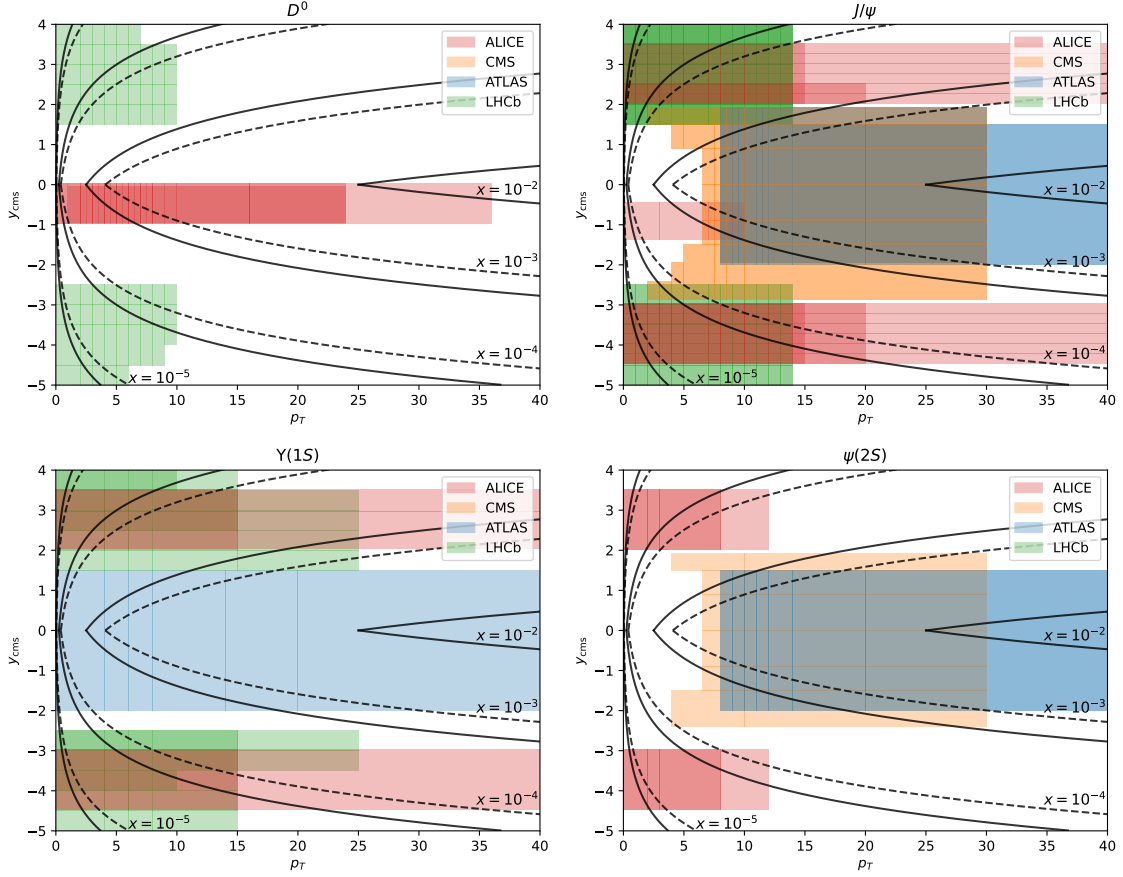 D⁰
y_cms
4
3
2
1
0
−1
−2
−3
−4
−5
ALICE
CMS
ATLAS
LHCb
x = 10⁻²
x = 10⁻³
x = 10⁻⁴
x = 10⁻⁵
0 5 10 15 20 25 30 35 40
p_T
J/ψ
y_cms
4
3
2
1
0
−1
−2
−3
−4
−5
ALICE
CMS
ATLAS
LHCb
x = 10⁻²
x = 10⁻³
x = 10⁻⁴
x = 10⁻⁵
0 5 10 15 20 25 30 35 40
p_T
Υ(1S)
y_cms
4
3
2
1
0
−1
−2
−3
−4
−5
ALICE
CMS
ATLAS
LHCb
x = 10⁻²
x = 10⁻³
x = 10⁻⁴
x = 10⁻⁵
0 5 10 15 20 25 30 35 40
p_T
ψ(2S)
y_cms
4
3
2
1
0
−1
−2
−3
−4
−5
ALICE
CMS
ATLAS
LHCb
x = 10⁻²
x = 10⁻³
x = 10⁻⁴
x = 10⁻⁵
0 5 10 15 20 25 30 35 40
p_T